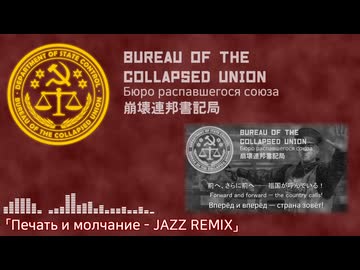 DEPARTMENT OF STATE CONTROL
BUREAU OF THE COLLAPSED UNION
BUREAU OF THE
COLLAPSED UNION
Бюро распавшегося союза
崩壊連邦書記局
BUREAU OF THE
COLLAPSED UNION
Бюро распавшегося союза
崩壊連邦書記局
前へ、さらに前へ── 祖国が呼んでいる！
Forward and forward — the country calls!
Вперёд и вперёд — страна зовёт!
「Печать и молчание - JAZZ REMIX」